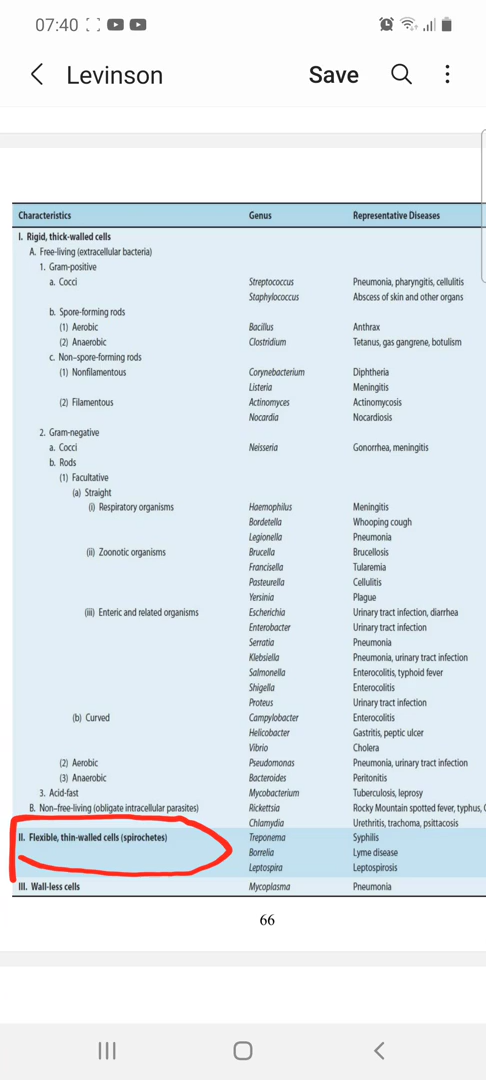 07:40
Levinson Save
Characteristics Genus Representative Diseases
I. Rigid, thick-walled cells
A. Free-living (extracellular bacteria)
1. Gram-positive
a. Cocci Streptococcus Pneumonia, pharyngitis, cellulitis
Staphylococcus Abscess of skin and other organs
b. Spore-forming rods
(1) Aerobic Bacillus Anthrax
(2) Anaerobic Clostridium Tetanus, gas gangrene, botulism
c. Non–spore-forming rods
(1) Nonfilamentous Corynebacterium Diphtheria
Listeria Meningitis
(2) Filamentous Actinomyces Actinomycosis
Nocardia Nocardiosis
2. Gram-negative
a. Cocci Neisseria Gonorrhea, meningitis
b. Rods
(1) Facultative
(a) Straight
(i) Respiratory organisms Haemophilus Meningitis
Bordetella Whooping cough
Legionella Pneumonia
(ii) Zoonotic organisms Brucella Brucellosis
Francisella Tularemia
Pasteurella Cellulitis
Yersinia Plague
(iii) Enteric and related organisms Escherichia Urinary tract infection, diarrhea
Enterobacter Urinary tract infection
Serratia Pneumonia
Klebsiella Pneumonia, urinary tract infection
Salmonella Enterocolitis, typhoid fever
Shigella Enterocolitis
Proteus Urinary tract infection
(b) Curved Campylobacter Enterocolitis
Helicobacter Gastritis, peptic ulcer
Vibrio Cholera
(2) Aerobic Pseudomonas Pneumonia, urinary tract infection
(3) Anaerobic Bacteroides Peritonitis
3. Acid-fast Mycobacterium Tuberculosis, leprosy
B. Non–free-living (obligate intracellular parasites) Rickettsia Rocky Mountain spotted fever, typhus,
Chlamydia Urethritis, trachoma, psittacosis
II. Flexible, thin-walled cells (spirochetes) Treponema Syphilis
Borrelia Lyme disease
Leptospira Leptospirosis
III. Wall-less cells Mycoplasma Pneumonia
66